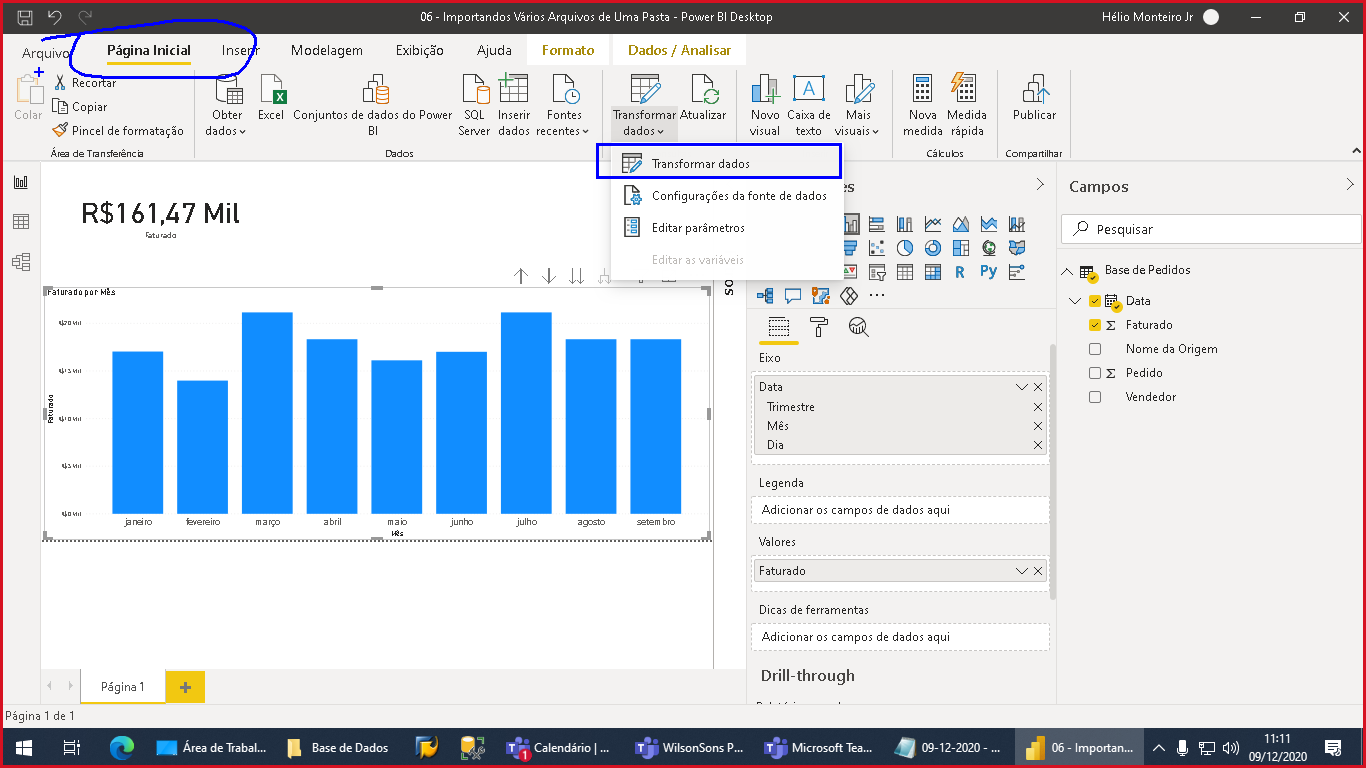 06 - Importandos Vários Arquivos de Uma Pasta - Power BI Desktop
Hélio Monteiro Jr
Arquivo Página Inicial Inserir Modelagem Exibição Ajuda Formato Dados / Analisar
Colar
Recortar
Copiar
Pincel de formatação
Área de Transferência
Obter dados
Excel
Conjuntos de dados do Power BI
SQL Server
Inserir dados
Fontes recentes
Dados
Transformar dados
Atualizar
Novo visual
Caixa de texto
Mais visuais
Nova medida
Medida rápida
Cálculos
Publicar
Compartilhar
Transformar dados
Configurações da fonte de dados
Editar parâmetros
Editar as variáveis
R$161,47 Mil
Faturado
Faturado por Mês
R$20 Mil
R$15 Mil
R$10 Mil
R$5 Mil
R$0 Mil
Faturado
janeiro fevereiro março abril maio junho julho agosto setembro
Mês
R Py
Eixo
Data
Trimestre
Mês
Dia
Legenda
Adicionar os campos de dados aqui
Valores
Faturado
Dicas de ferramentas
Adicionar os campos de dados aqui
Drill-through
Campos
Pesquisar
Base de Pedidos
Data
Faturado
Nome da Origem
Pedido
Vendedor
Página 1
Página 1 de 1
Área de Trabal...
Base de Dados
1
Calendário | ...
WilsonSons P...
Microsoft Tea...
09-12-2020 - ...
06 - Importan...
11:11
09/12/2020